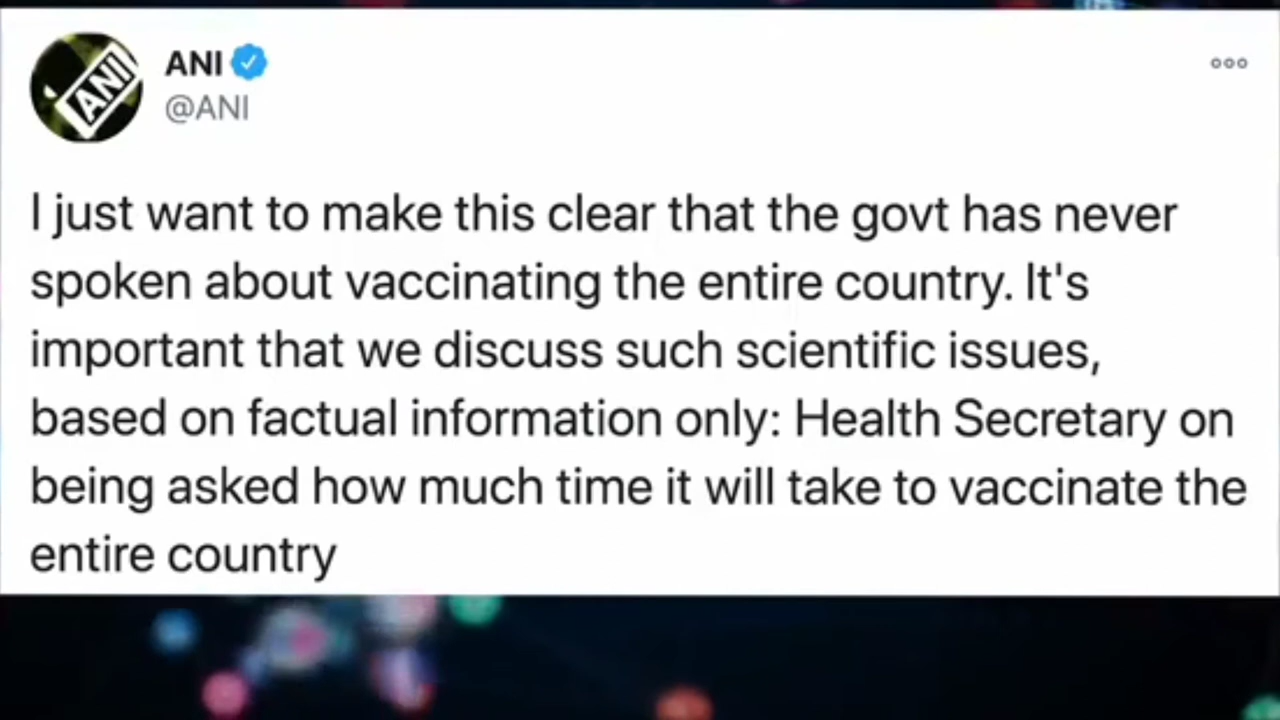 ANI
ANI
@ANI
I just want to make this clear that the govt has never
spoken about vaccinating the entire country. It's
important that we discuss such scientific issues,
based on factual information only: Health Secretary on
being asked how much time it will take to vaccinate the
entire country